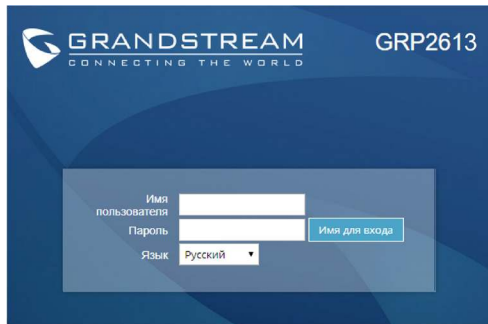 GRANDSTREAM
CONNECTING THE WORLD
GRP2613
Имя
пользователя
Пароль
Имя для входа
Язык
Русский